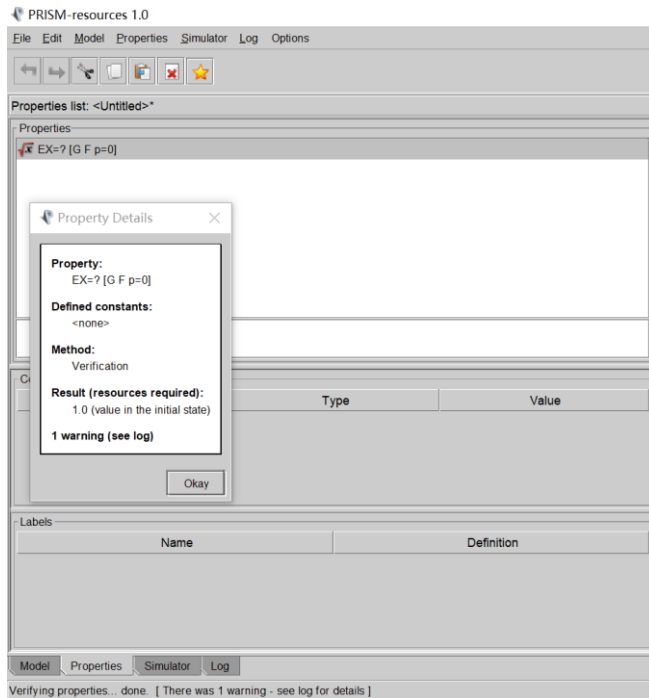 PRISM-resources 1.0
File Edit Model Properties Simulator Log Options
Properties list: <Untitled>*
Properties
EX=? [G F p=0]
Property Details
Property:
EX=? [G F p=0]
Defined constants:
<none>
Method:
Verification
Result (resources required):
1.0 (value in the initial state)
1 warning (see log)
Okay
Type Value
Labels
Name Definition
Model Properties Simulator Log
Verifying properties... done. [ There was 1 warning - see log for details ]